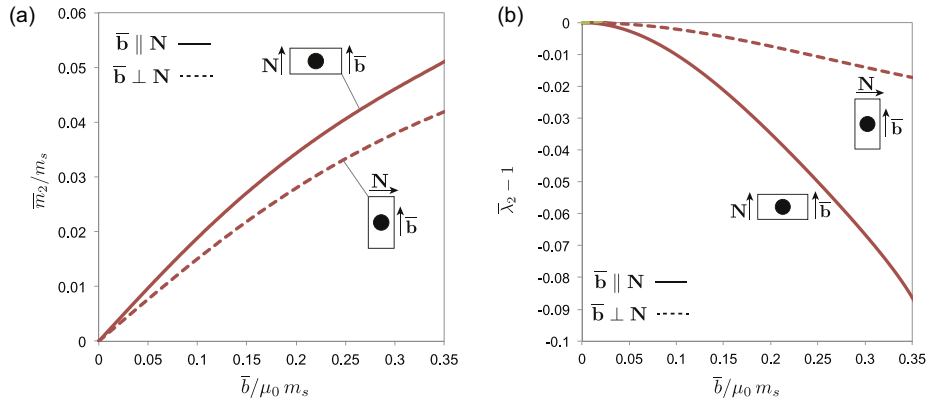 (a)
0.06
0.05
0.04
0.03
0.02
0.01
0
0
0.05
0.1
0.15
0.2
0.25
0.3
0.35
m̅₂/mₛ
b̅/μ₀ mₛ
b̅ ∥ N
b̅ ⊥ N
N
b̅
N
b̅
(b)
0
-0.01
-0.02
-0.03
-0.04
-0.05
-0.06
-0.07
-0.08
-0.09
-0.1
0
0.05
0.1
0.15
0.2
0.25
0.3
0.35
λ̅₂ − 1
b̅/μ₀ mₛ
N
b̅
N
b̅
b̅ ∥ N
b̅ ⊥ N